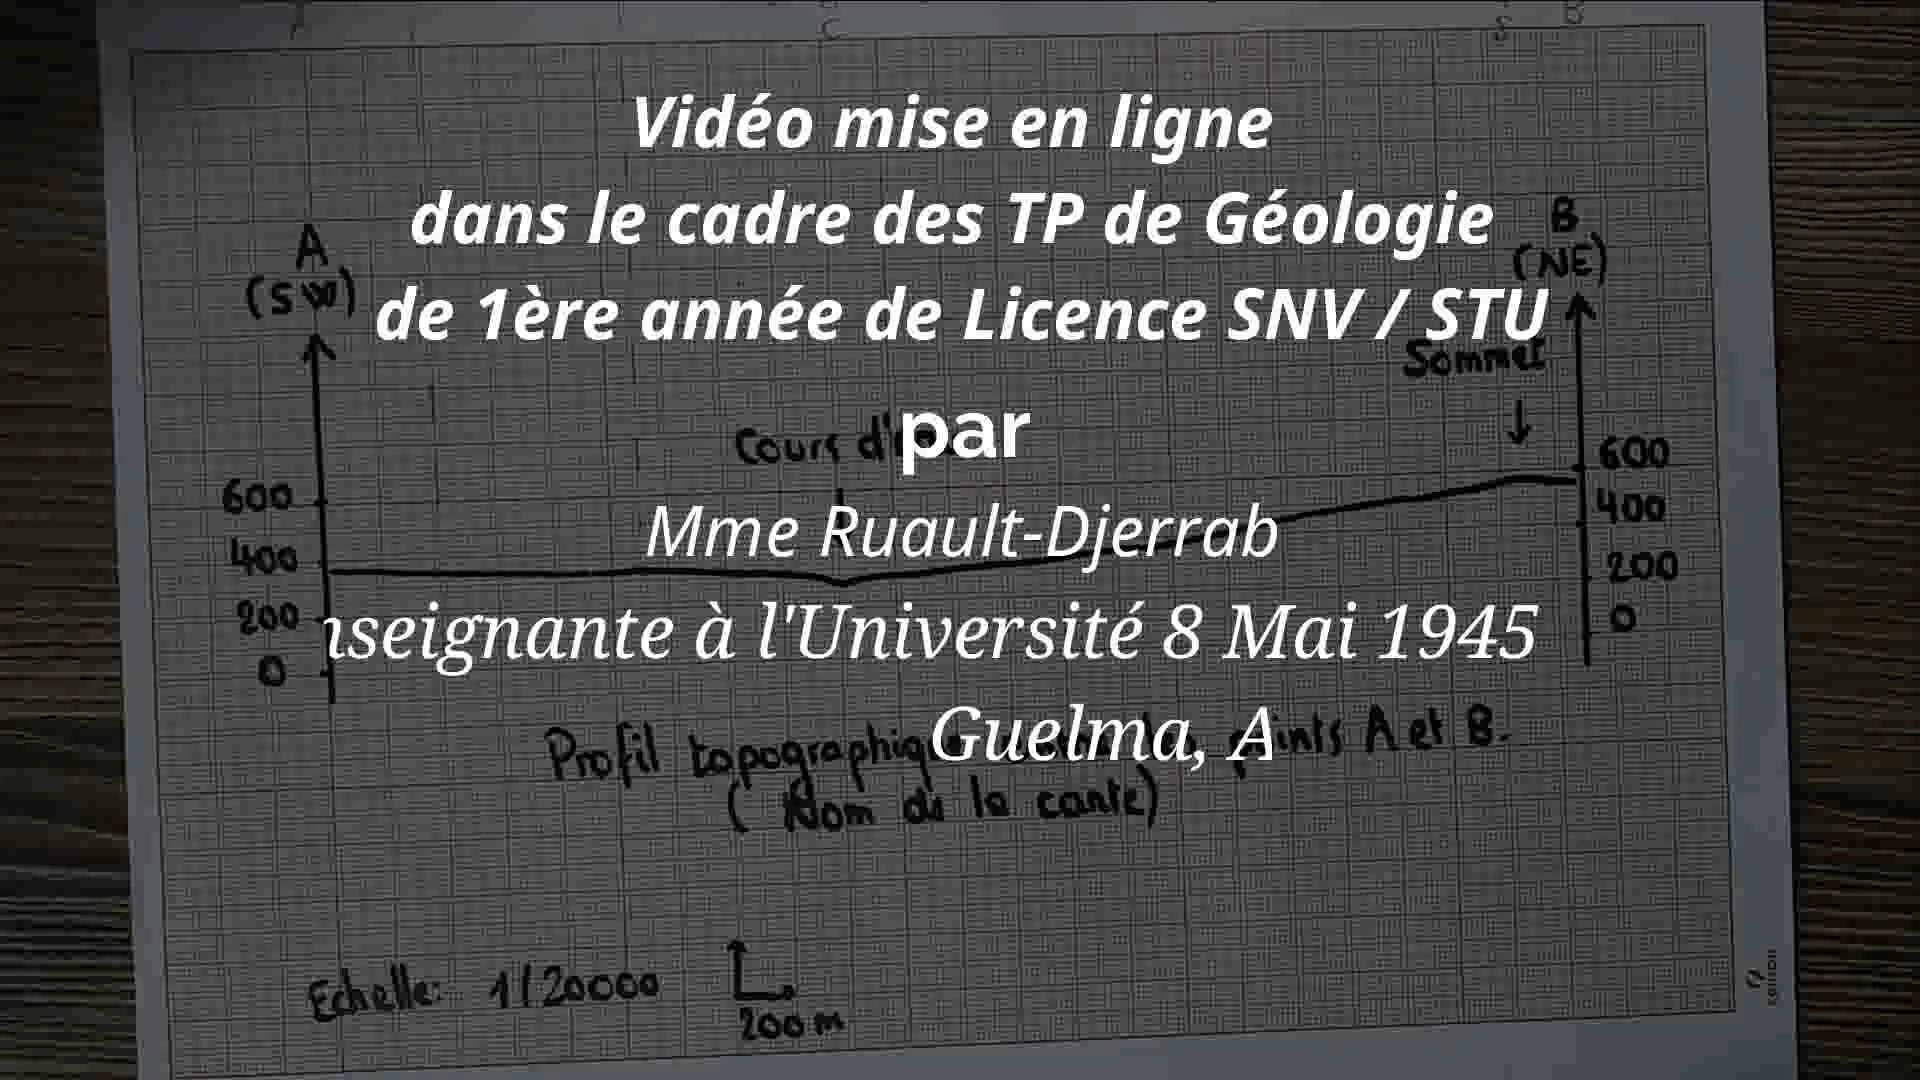 Vidéo mise en ligne
dans le cadre des TP de Géologie
de 1ère année de Licence SNV / STU
par
Mme Ruault-Djerrab
nseignante à l'Université 8 Mai 1945
Guelma, A
A
C
S
B
A
(SW)
B
(NE)
Sommet
Cours d'
600
400
200
0
600
400
200
0
Profil topographiq points A et B.
(Nom de la carte)
Echelle: 1/20000
200 m